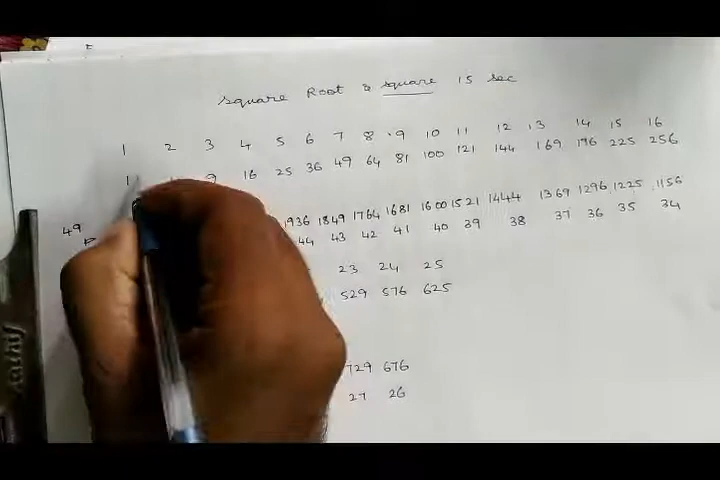 Square Root & square 15 sec
1 2 3 4 5 6 7 8 9 10 11 12 13 14 15 16
1 9 16 25 36 49 64 81 100 121 144 169 196 225 256
1936 1849 1764 1681 1600 1521 1444 1369 1296 1225 1156
49 44 43 42 41 40 39 38 37 36 35 34
23 24 25
529 576 625
729 676
27 26